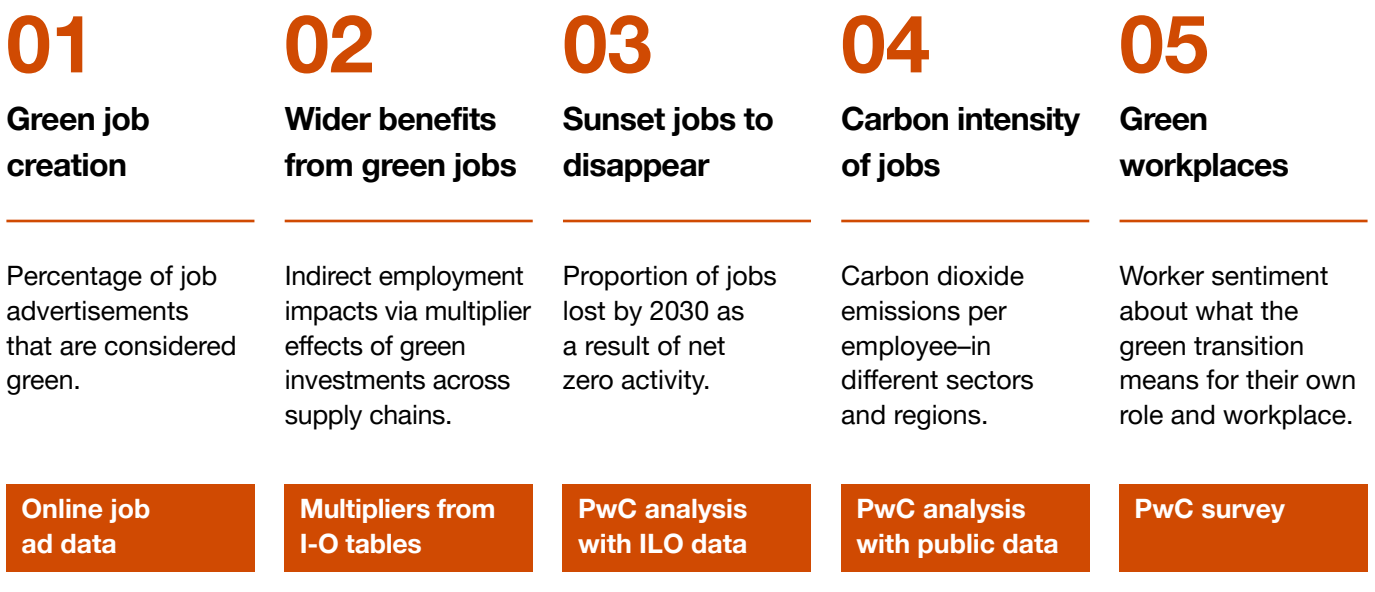 01
Green job
creation
Percentage of job
advertisements
that are considered
green.
Online job
ad data
02
Wider benefits
from green jobs
Indirect employment
impacts via multiplier
effects of green
investments across
supply chains.
Multipliers from
I-O tables
03
Sunset jobs to
disappear
Proportion of jobs
lost by 2030 as
a result of net
zero activity.
PwC analysis
with ILO data
04
Carbon intensity
of jobs
Carbon dioxide
emissions per
employee–in
different sectors
and regions.
PwC analysis
with public data
05
Green
workplaces
Worker sentiment
about what the
green transition
means for their own
role and workplace.
PwC survey